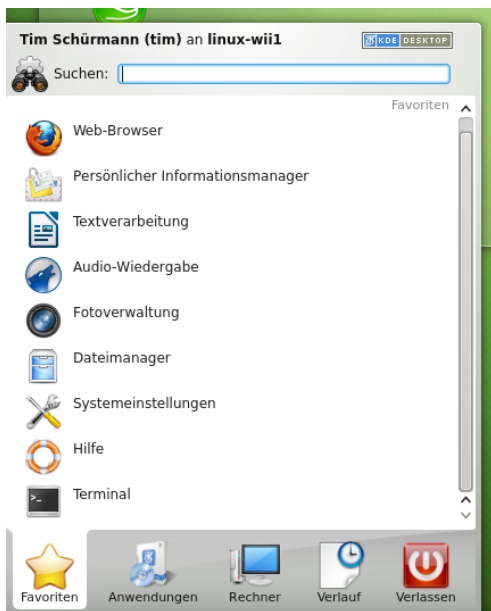 Tim Schürmann (tim) an linux-wii1
KDE DESKTOP
Suchen:
Favoriten
Web-Browser
Persönlicher Informationsmanager
Textverarbeitung
Audio-Wiedergabe
Fotoverwaltung
Dateimanager
Systemeinstellungen
Hilfe
Terminal
Favoriten
Anwendungen
Rechner
Verlauf
Verlassen